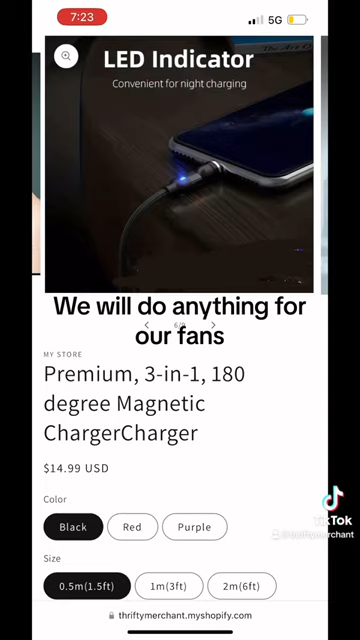 7:23
5G
LED Indicator
Convenient for night charging
We will do anything for
our fans
MY STORE
Premium, 3-in-1, 180
degree Magnetic
ChargerCharger
$14.99 USD
Color
Black Red Purple
Size
0.5m(1.5ft) 1m(3ft) 2m(6ft)
TikTok
@thriftymerchant
thriftymerchant.myshopify.com